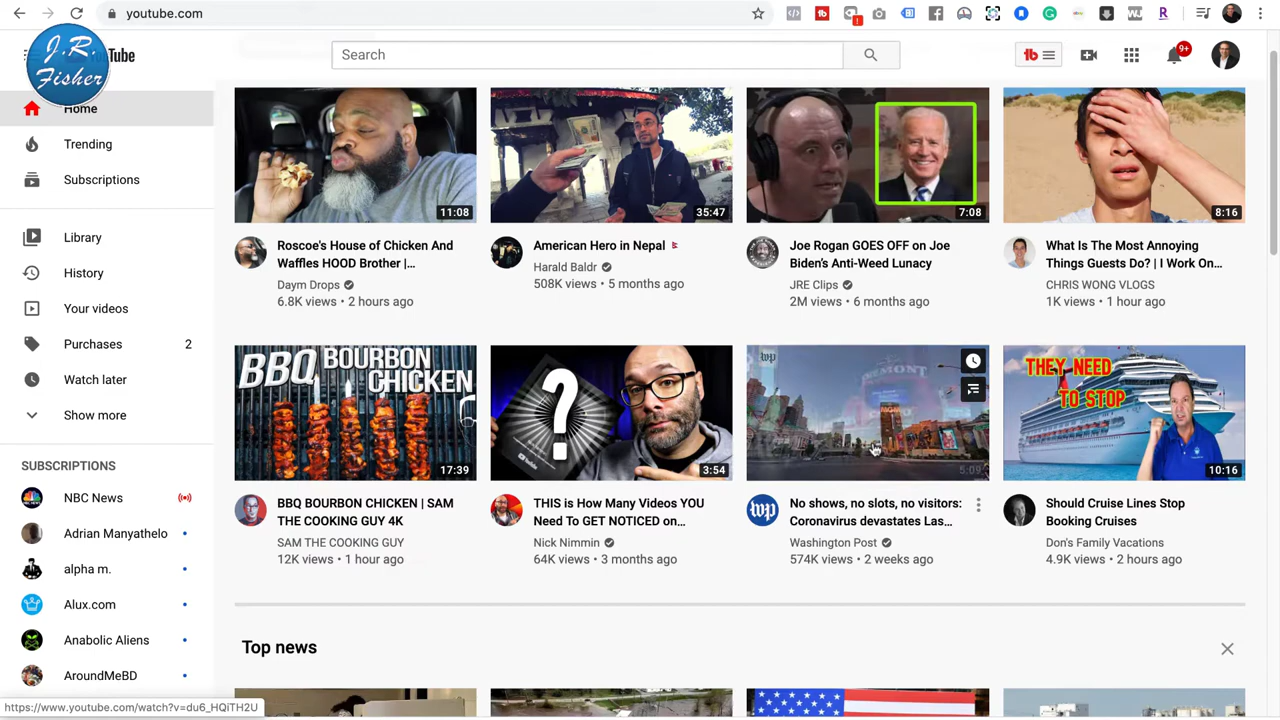 youtube.com
J.R.
Fisher
Tube
Search
9+
Home
Trending
Subscriptions
Library
History
Your videos
Purchases 2
Watch later
Show more
SUBSCRIPTIONS
NBC News
Adrian Manyathelo
alpha m.
Alux.com
Anabolic Aliens
AroundMeBD
11:08
Roscoe's House of Chicken And
Waffles HOOD Brother |...
Daym Drops
6.8K views • 2 hours ago
35:47
American Hero in Nepal
Harald Baldr
508K views • 5 months ago
7:08
Joe Rogan GOES OFF on Joe
Biden's Anti-Weed Lunacy
JRE Clips
2M views • 6 months ago
8:16
What Is The Most Annoying
Things Guests Do? | I Work On...
CHRIS WONG VLOGS
1K views • 1 hour ago
BBQ BOURBON
CHICKEN
17:39
BBQ BOURBON CHICKEN | SAM
THE COOKING GUY 4K
SAM THE COOKING GUY
12K views • 1 hour ago
?
3:54
THIS is How Many Videos YOU
Need To GET NOTICED on...
Nick Nimmin
64K views • 3 months ago
wp
5:09
wp
No shows, no slots, no visitors:
Coronavirus devastates Las...
Washington Post
574K views • 2 weeks ago
THEY NEED
TO STOP
10:16
Should Cruise Lines Stop
Booking Cruises
Don's Family Vacations
4.9K views • 2 hours ago
Top news
https://www.youtube.com/watch?v=du6_HQiTH2U